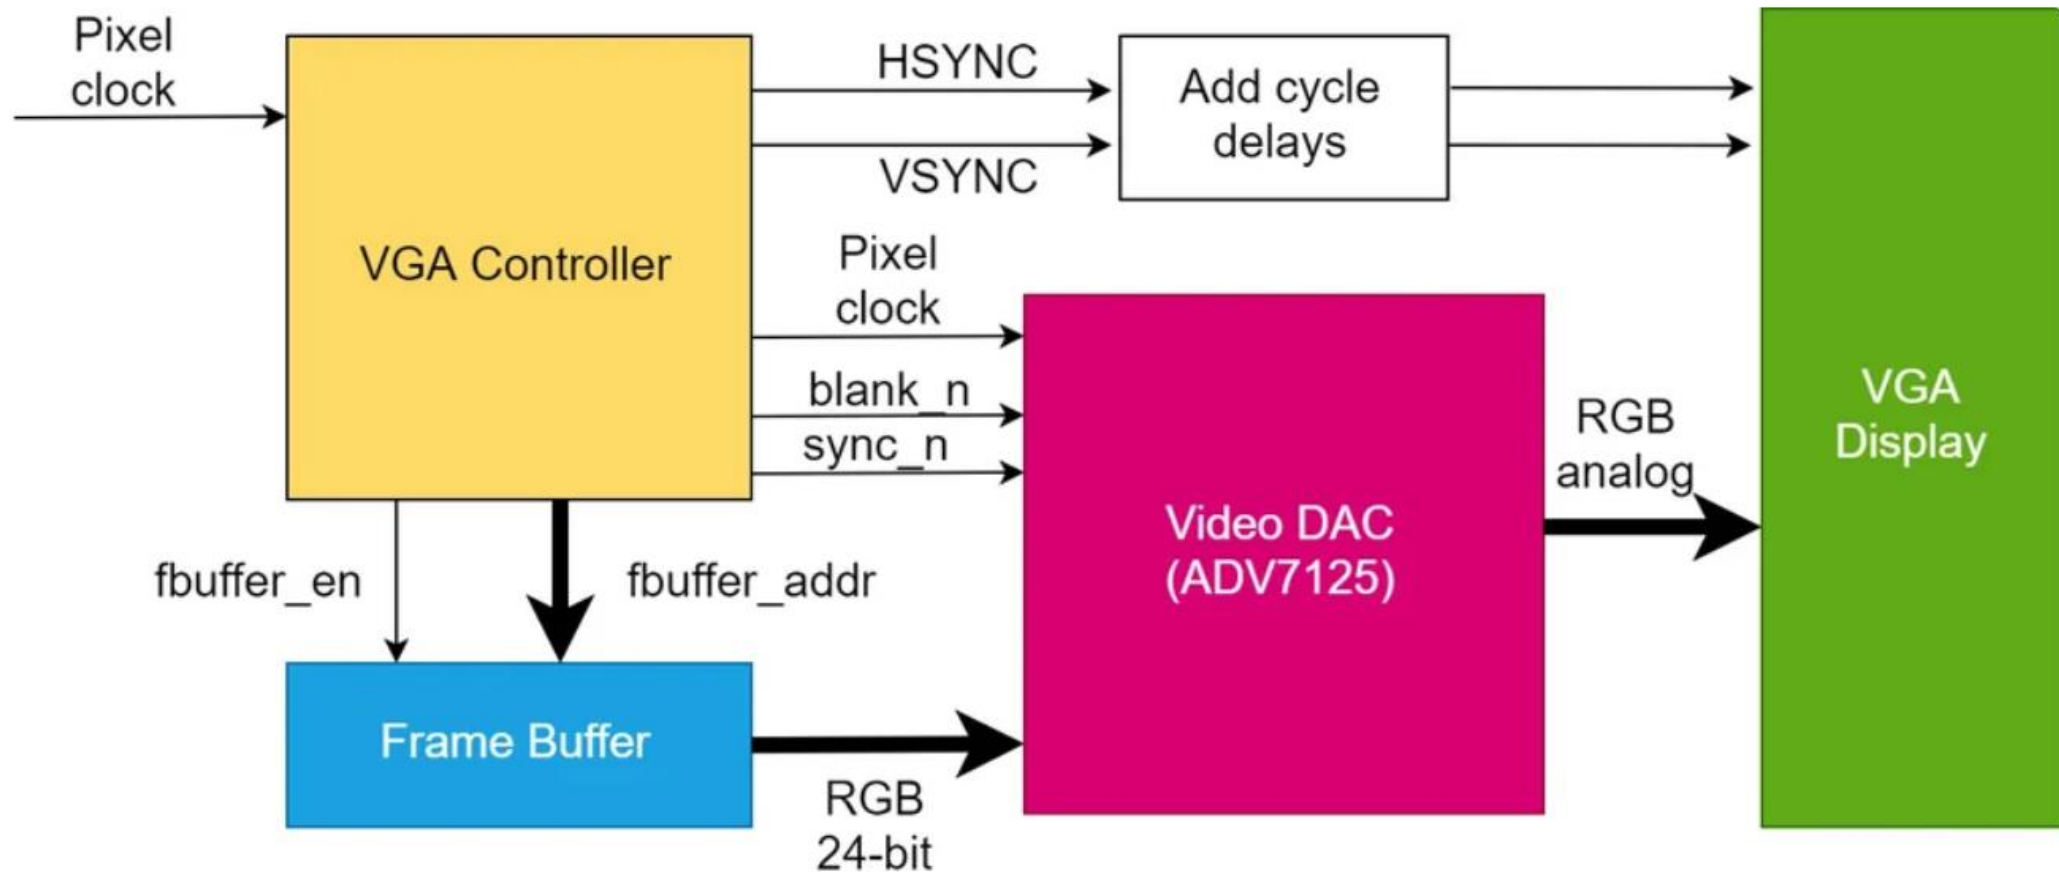 Pixel
clock
HSYNC
VSYNC
Add cycle
delays
VGA Controller
Pixel
clock
blank_n
sync_n
VGA
Display
RGB
analog
Video DAC
(ADV7125)
fbuffer_en
fbuffer_addr
Frame Buffer
RGB
24-bit